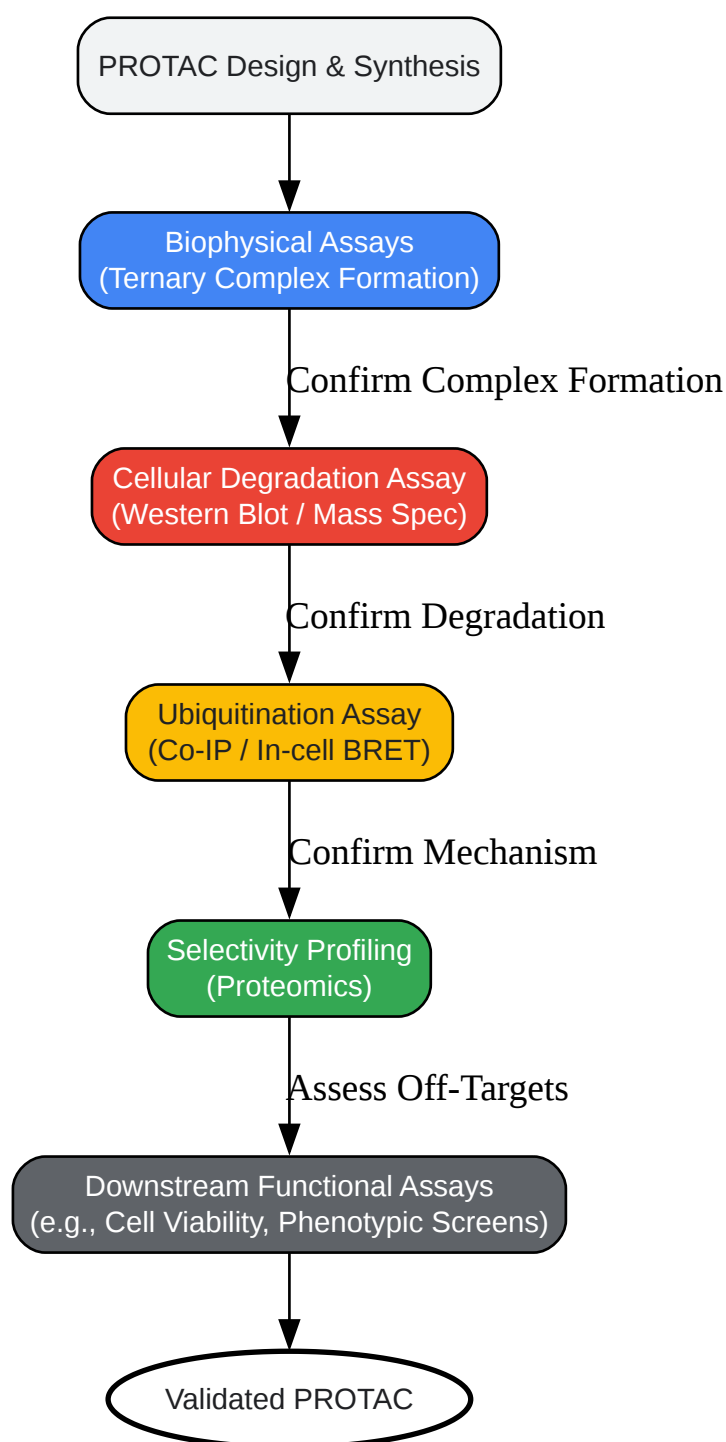 PROTAC Design & Synthesis
Biophysical Assays
(Ternary Complex Formation)
Confirm Complex Formation
Cellular Degradation Assay
(Western Blot / Mass Spec)
Confirm Degradation
Ubiquitination Assay
(Co-IP / In-cell BRET)
Confirm Mechanism
Selectivity Profiling
(Proteomics)
Assess Off-Targets
Downstream Functional Assays
(e.g., Cell Viability, Phenotypic Screens)
Validated PROTAC